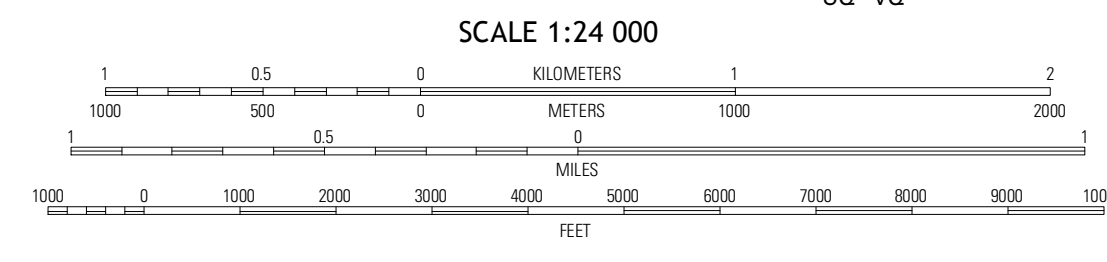 SCALE 1:24 000
1 0.5 0 KILOMETERS 1 2
1000 500 0 METERS 1000 2000
1 0.5 0 1
MILES
1000 0 1000 2000 3000 4000 5000 6000 7000 8000 9000 100
FEET